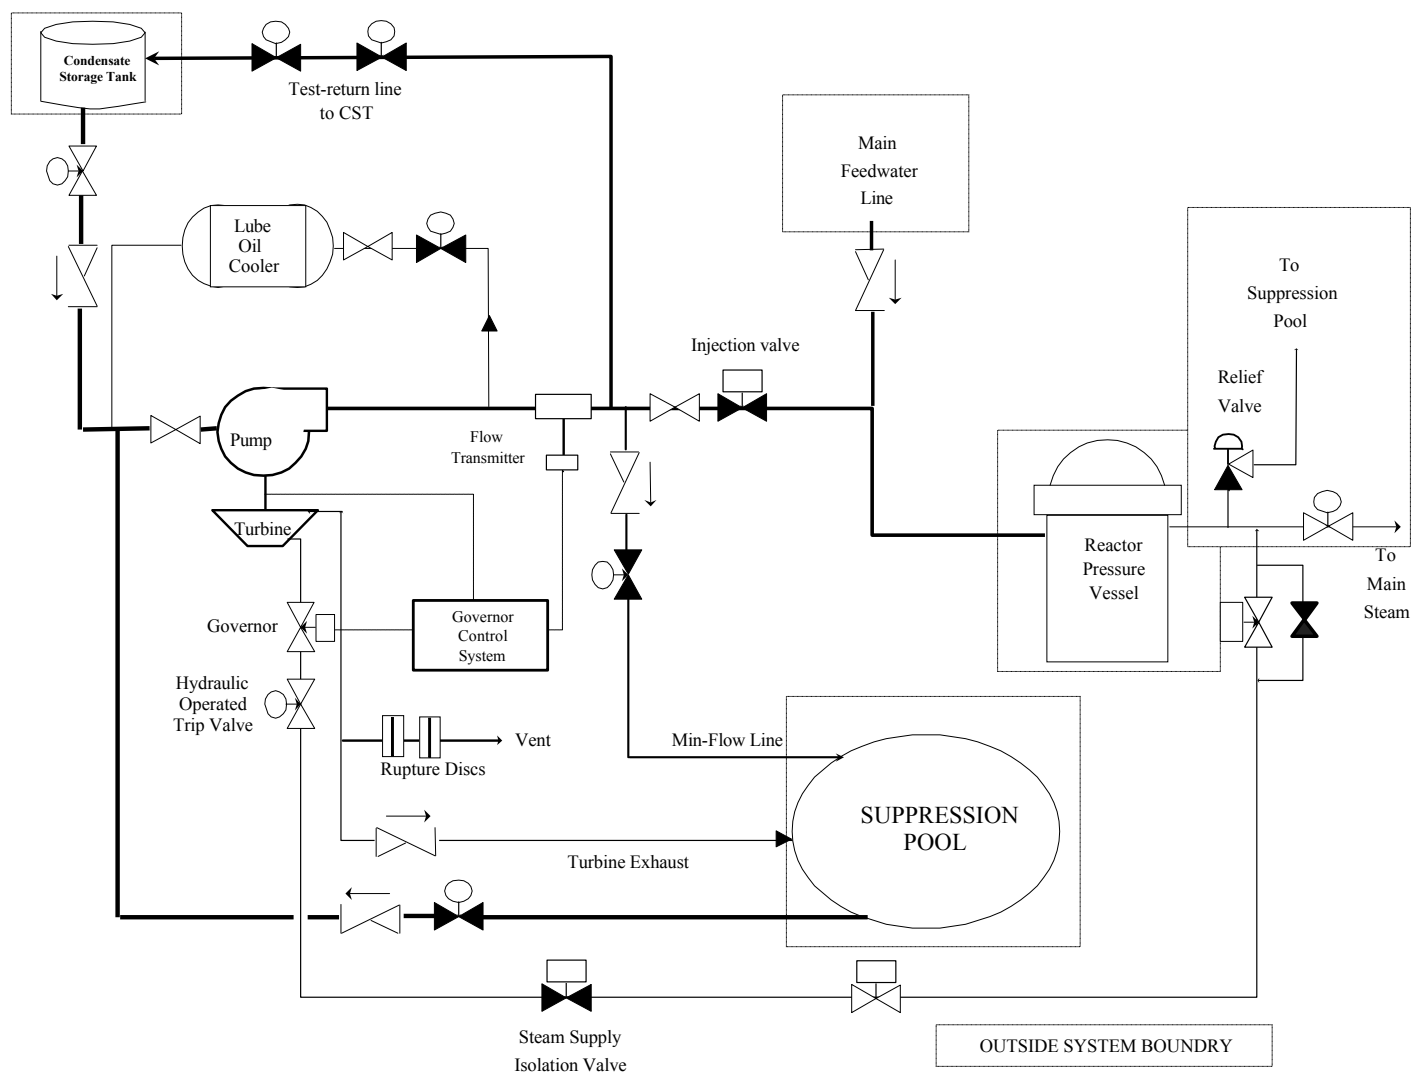 Condensate
Storage Tank
Test-return line
to CST
Main
Feedwater
Line
Lube
Oil
Cooler
To
Suppression
Pool
Injection valve
Relief
Valve
Pump
Flow
Transmitter
Turbine
Reactor
Pressure
Vessel
To
Main
Steam
Governor
Governor
Control
System
Hydraulic
Operated
Trip Valve
Vent
Rupture Discs
Min-Flow Line
SUPPRESSION
POOL
Turbine Exhaust
Steam Supply
Isolation Valve
OUTSIDE SYSTEM BOUNDRY